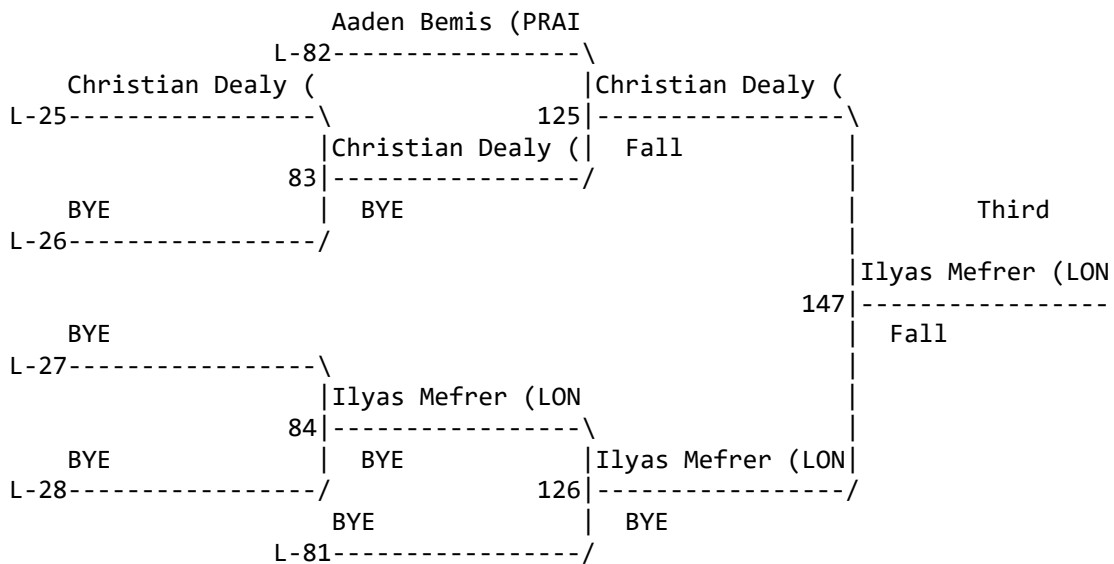 Aaden Bemis (PRAI
                  L-82-----------------\
    Christian Dealy (                  |Christian Dealy (
L-25-----------------\              125|-----------------\
                     |Christian Dealy (|  Fall           |
                   83|-----------------/                 |
    BYE              |  BYE                              |        Third
L-26-----------------/                                   |
                                                         |Ilyas Mefrer (LON
                                                      147|-----------------
    BYE                                                  |  Fall
L-27-----------------\                                   |
                     |Ilyas Mefrer (LON                  |
                   84|-----------------\                 |
    BYE              |  BYE            |Ilyas Mefrer (LON|
L-28-----------------/              126|-----------------/
                      BYE              |  BYE
                  L-81-----------------/